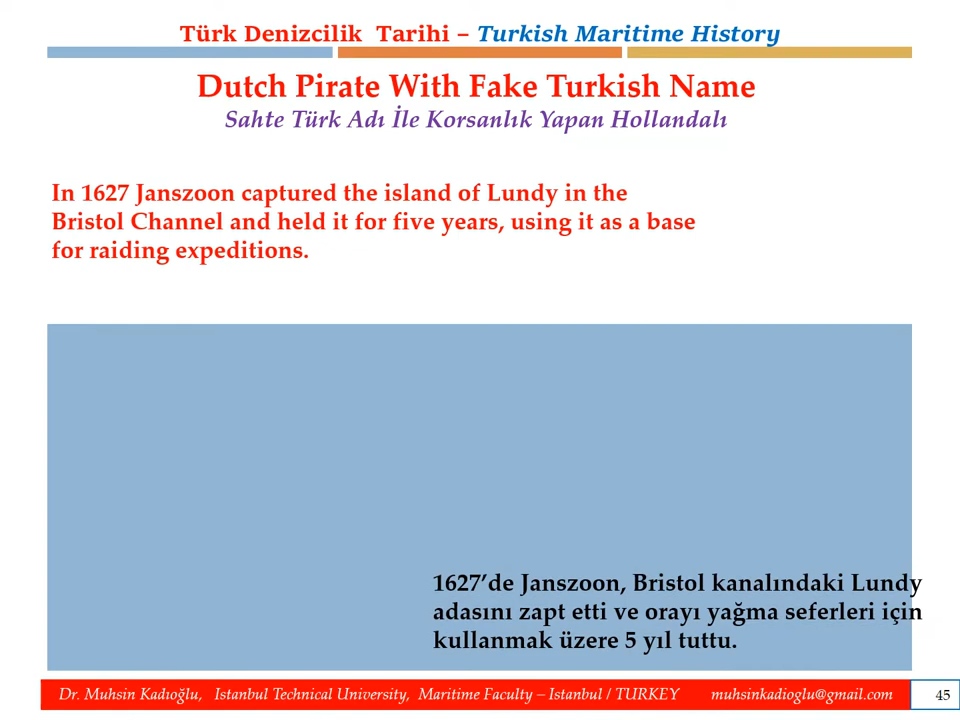 Türk Denizcilik Tarihi – Turkish Maritime History
Dutch Pirate With Fake Turkish Name
Sahte Türk Adı İle Korsanlık Yapan Hollandalı
In 1627 Janszoon captured the island of Lundy in the
Bristol Channel and held it for five years, using it as a base
for raiding expeditions.
1627’de Janszoon, Bristol kanalındaki Lundy
adasını zapt etti ve orayı yağma seferleri için
kullanmak üzere 5 yıl tuttu.
Dr. Muhsin Kadıoğlu, Istanbul Technical University, Maritime Faculty – Istanbul / TURKEY muhsinkadioglu@gmail.com 45